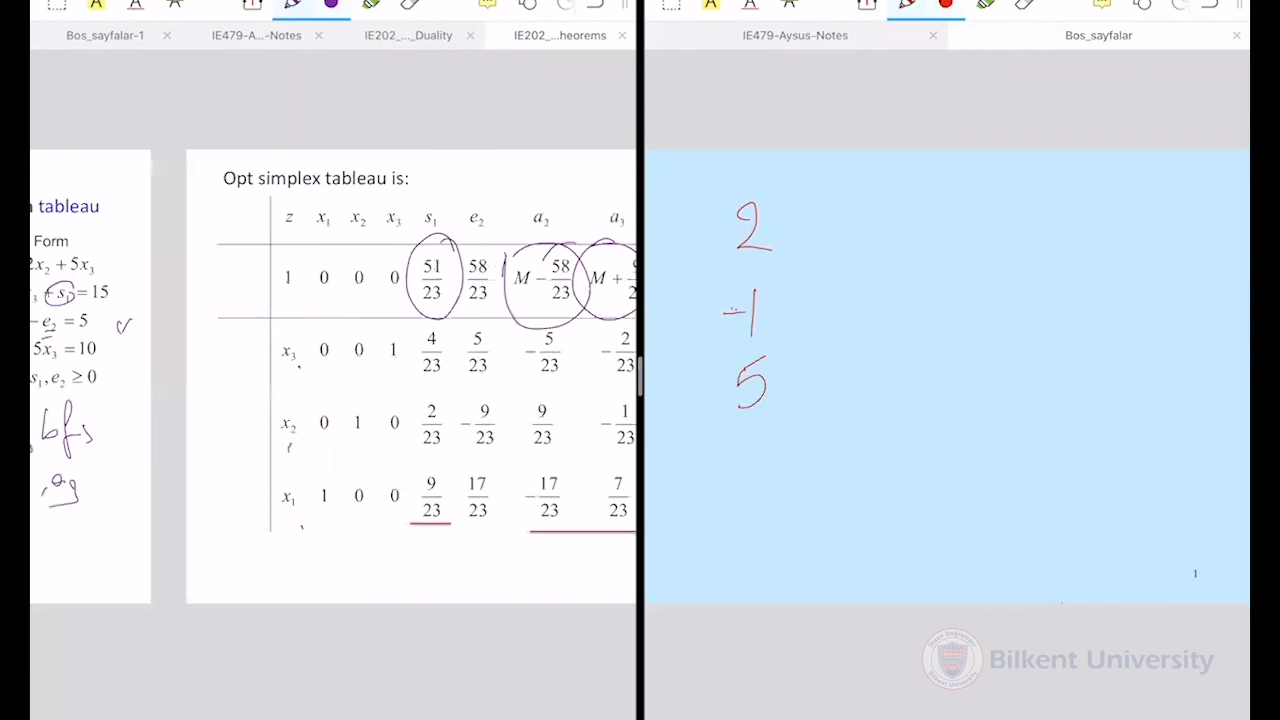 Bos_sayfalar-1 IE479-A...-Notes IE202_..._Duality IE202_...heorems
IE479-Aysus-Notes Bos_sayfalar
tableau
Form
x₂ + 5x₃
+ s₁ = 15
− e₂ = 5
5x₃ = 10
s₁, e₂ ≥ 0
bfs
Opt simplex tableau is:
z x₁ x₂ x₃ s₁ e₂ a₂ a₃
1 0 0 0 51/23 58/23 M − 58/23 M +
x₃ 0 0 1 4/23 5/23 −5/23 −2/23
x₂ 0 1 0 2/23 −9/23 9/23 −1/23
x₁ 1 0 0 9/23 17/23 −17/23 7/23
2
-1
5
1
Bilkent University